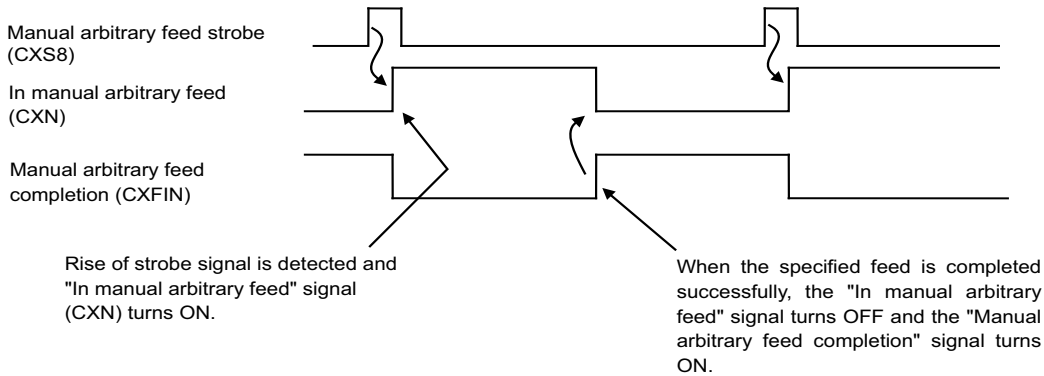 Manual arbitrary feed strobe
(CXS8)
In manual arbitrary feed
(CXN)
Manual arbitrary feed
completion (CXFIN)
Rise of strobe signal is detected and
"In manual arbitrary feed" signal
(CXN) turns ON.
When the specified feed is completed
successfully, the "In manual arbitrary
feed" signal turns OFF and the "Manual
arbitrary feed completion" signal turns
ON.